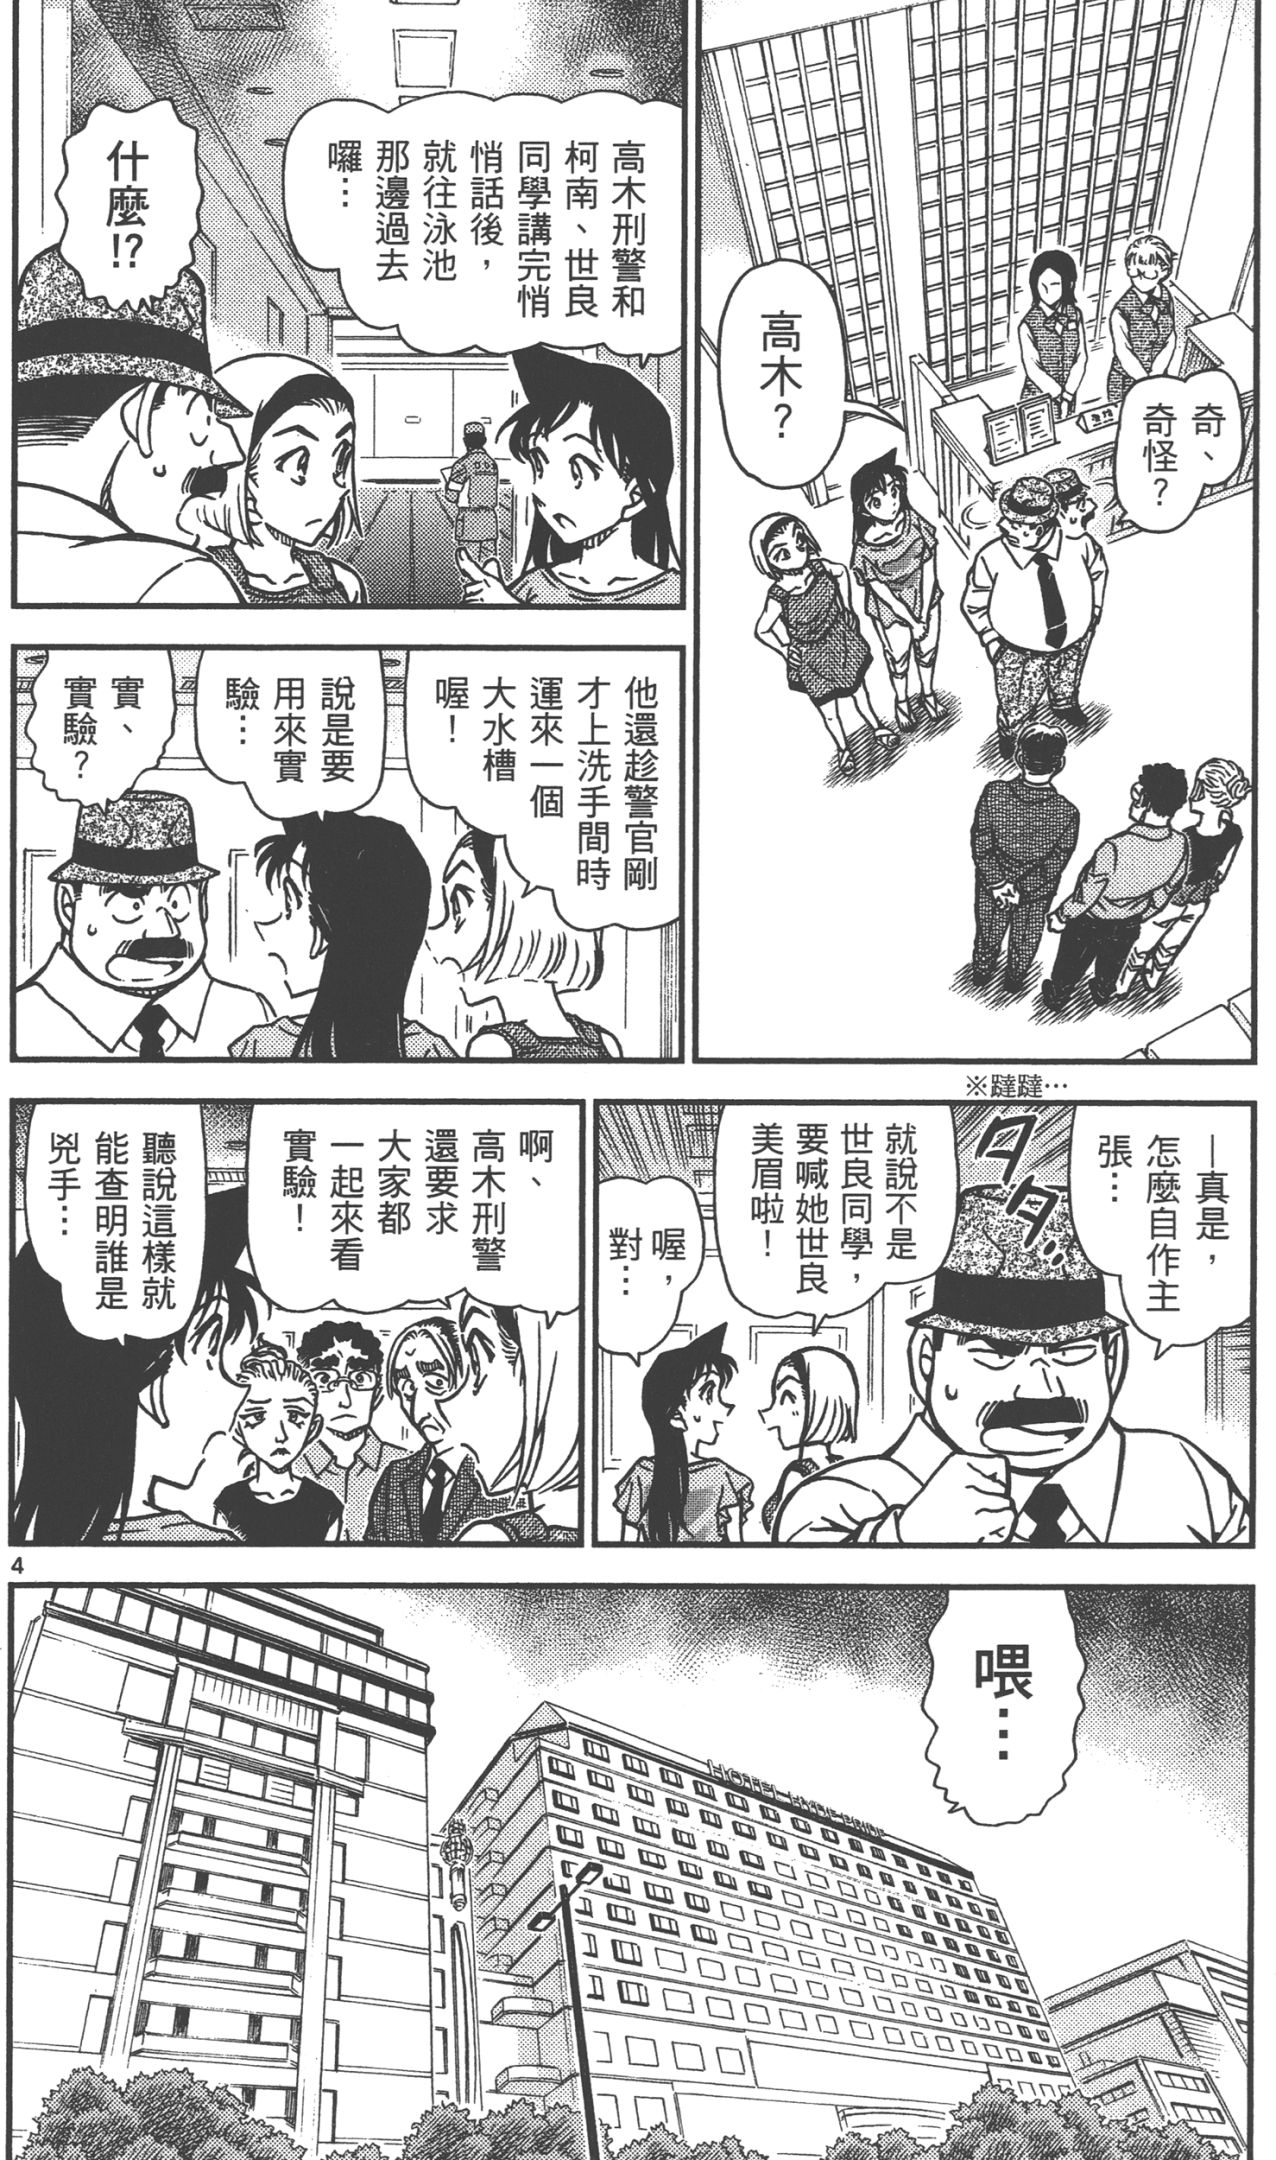 奇、
奇怪？
高木？
高木刑警和
柯南、世良
同學講完悄
悄話後，
就往泳池
那邊過去
囉…
什麼!?
他還趁警官剛
才上洗手間時
運來一個
大水槽
喔！
說是要
用來實
驗…
實、
實驗？
※躂躂…
—真是，
怎麼自作主
張…
タタ…
就說不是
世良同學，
要喊她世良
美眉啦！
喔，
對…
啊、
高木刑警
還要求
大家都
一起來看
實驗！
聽說這樣就
能查明誰是
兇手…
4
喂…